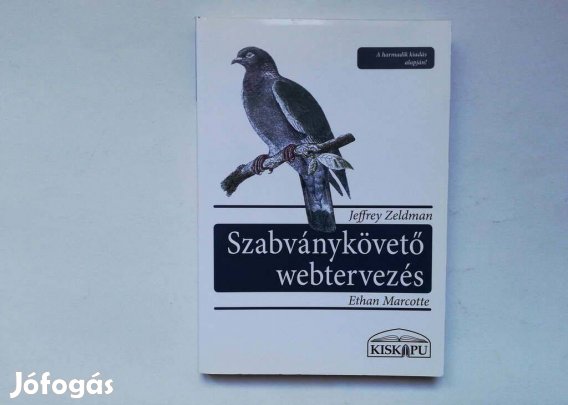 A harmadik kiadás
alapján!
Jeffrey Zeldman
Szabványkövető
webtervezés
Ethan Marcotte
KISKAPU
Jófogás